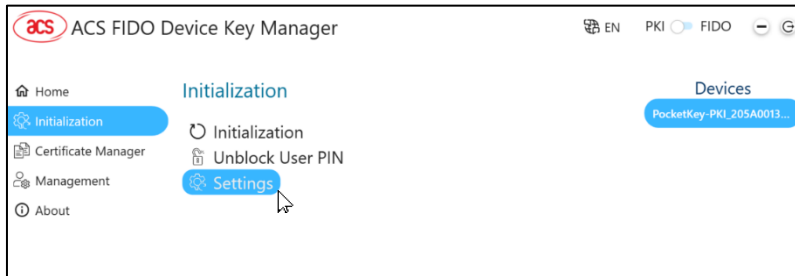 acs ACS FIDO Device Key Manager EN PKI FIDO
Home
Initialization
Certificate Manager
Management
About
Initialization
Initialization
Unblock User PIN
Settings
Devices
PocketKey-PKI_205A0013...